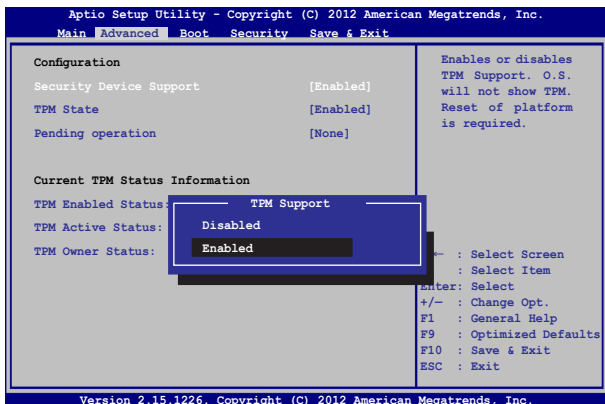 Aptio Setup Utility - Copyright (C) 2012 American Megatrends, Inc.
Main Advanced Boot Security Save & Exit
Configuration
Security Device Support [Enabled]
TPM State [Enabled]
Pending operation [None]
Current TPM Status Information
TPM Enabled Status:
TPM Active Status:
TPM Owner Status:
TPM Support
Disabled
Enabled
Enables or disables
TPM Support. O.S.
will not show TPM.
Reset of platform
is required.
← : Select Screen
: Select Item
Enter: Select
+/— : Change Opt.
F1 : General Help
F9 : Optimized Defaults
F10 : Save & Exit
ESC : Exit
Version 2.15.1226. Copyright (C) 2012 American Megatrends, Inc.